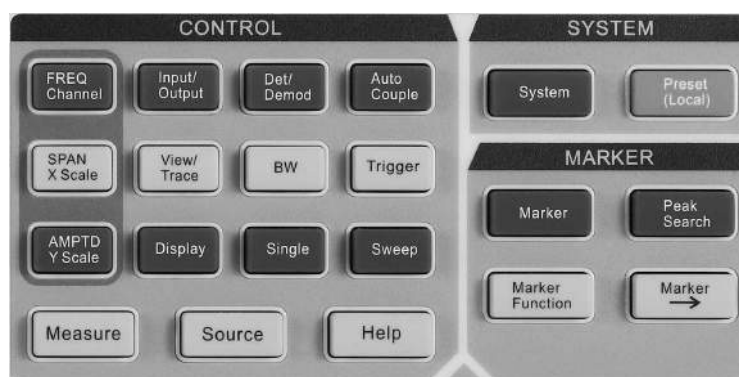 CONTROL
FREQ
Channel
Input/
Output
Det/
Demod
Auto
Couple
SPAN
X Scale
View/
Trace
BW
Trigger
AMPTD
Y Scale
Display
Single
Sweep
Measure
Source
Help
SYSTEM
System
Preset
(Local)
MARKER
Marker
Peak
Search
Marker
Function
Marker
→